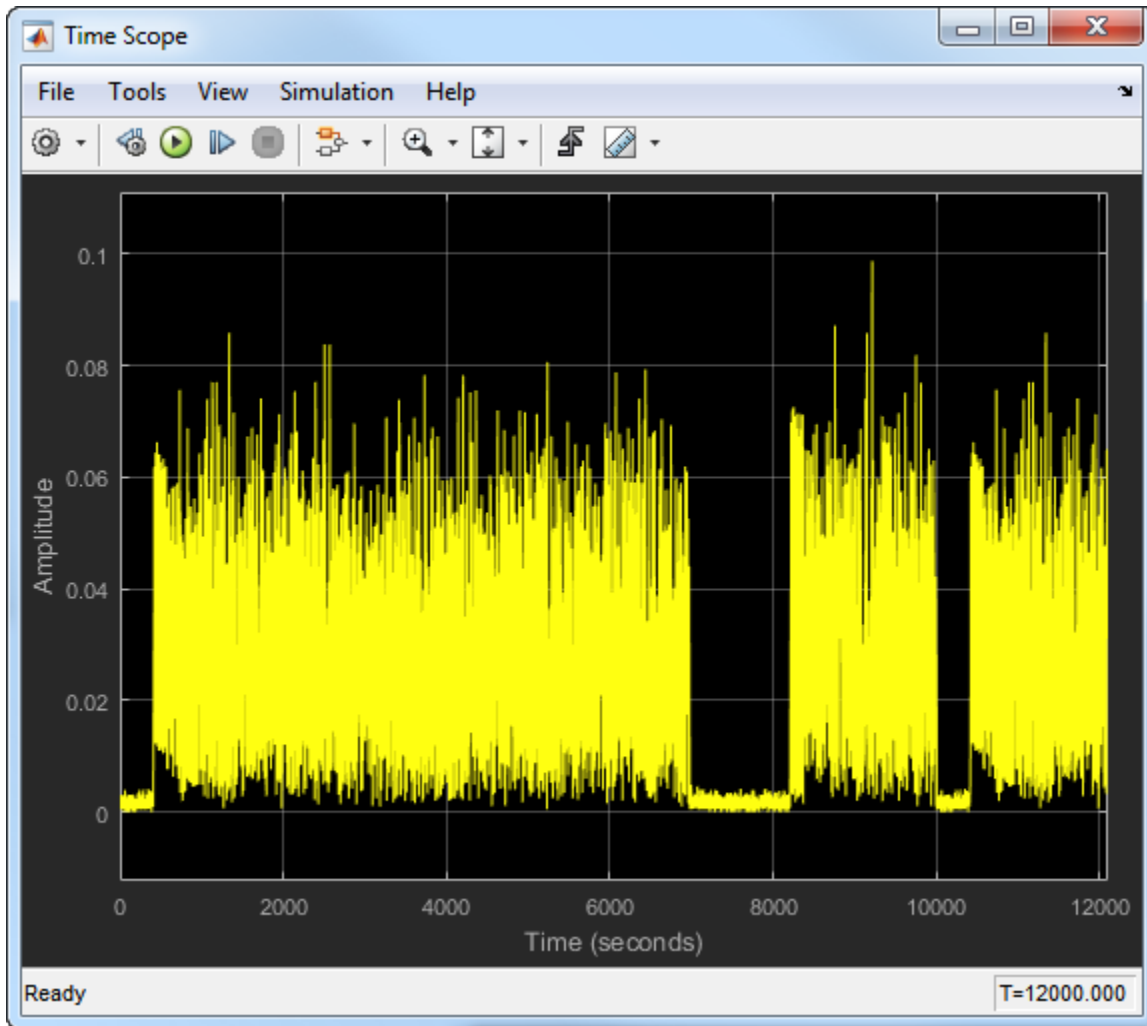 Time Scope
File Tools View Simulation Help
0.1
0.08
0.06
0.04
0.02
0
Amplitude
0 2000 4000 6000 8000 10000 12000
Time (seconds)
Ready T=12000.000